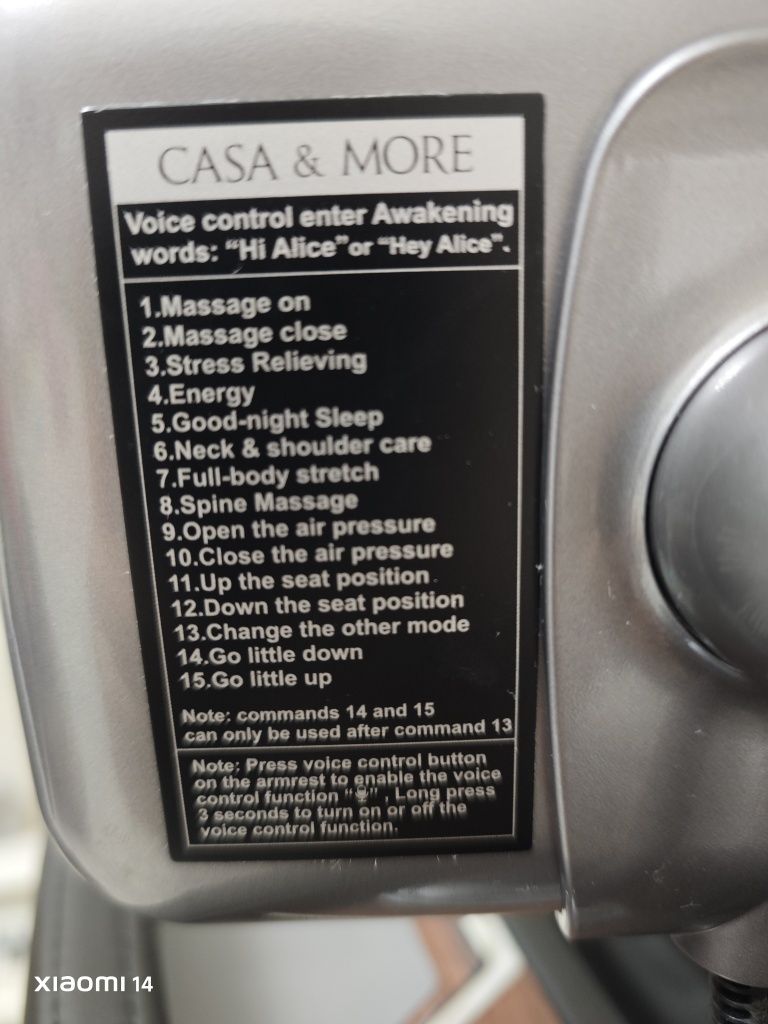 CASA & MORE
Voice control enter Awakening
words: “Hi Alice”or “Hey Alice”.
1.Massage on
2.Massage close
3.Stress Relieving
4.Energy
5.Good-night Sleep
6.Neck & shoulder care
7.Full-body stretch
8.Spine Massage
9.Open the air pressure
10.Close the air pressure
11.Up the seat position
12.Down the seat position
13.Change the other mode
14.Go little down
15.Go little up
Note: commands 14 and 15
can only be used after command 13
Note: Press voice control button
on the armrest to enable the voice
control function “ ” , Long press
3 seconds to turn on or off the
voice control function.
xiaomi 14